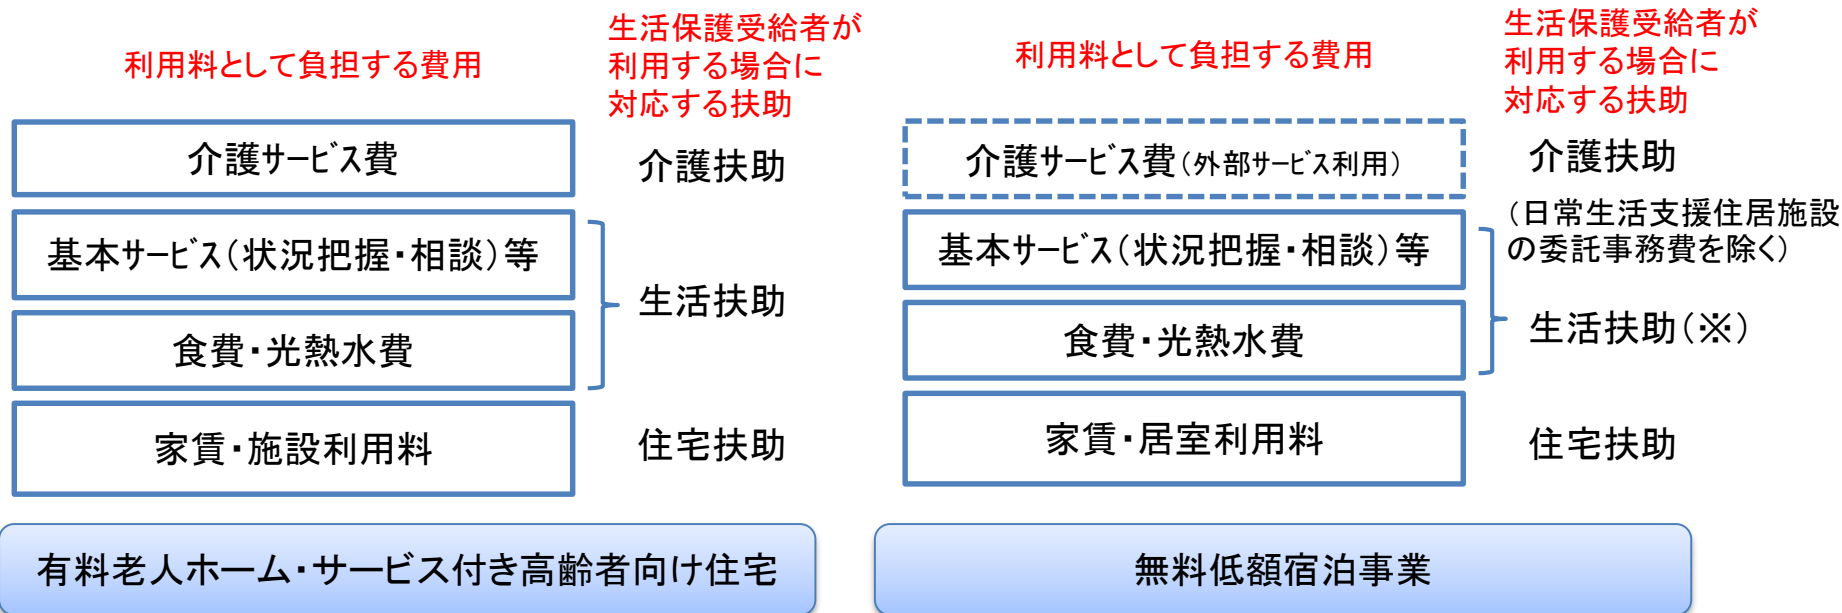 利用料として負担する費用
生活保護受給者が
利用する場合に
対応する扶助
介護サービス費
介護扶助
基本サービス(状況把握・相談)等
食費・光熱水費
生活扶助
家賃・施設利用料
住宅扶助
有料老人ホーム・サービス付き高齢者向け住宅
利用料として負担する費用
生活保護受給者が
利用する場合に
対応する扶助
介護サービス費(外部サービス利用)
介護扶助
基本サービス(状況把握・相談)等
(日常生活支援住居施設
の委託事務費を除く)
食費・光熱水費
生活扶助(※)
家賃・居室利用料
住宅扶助
無料低額宿泊事業